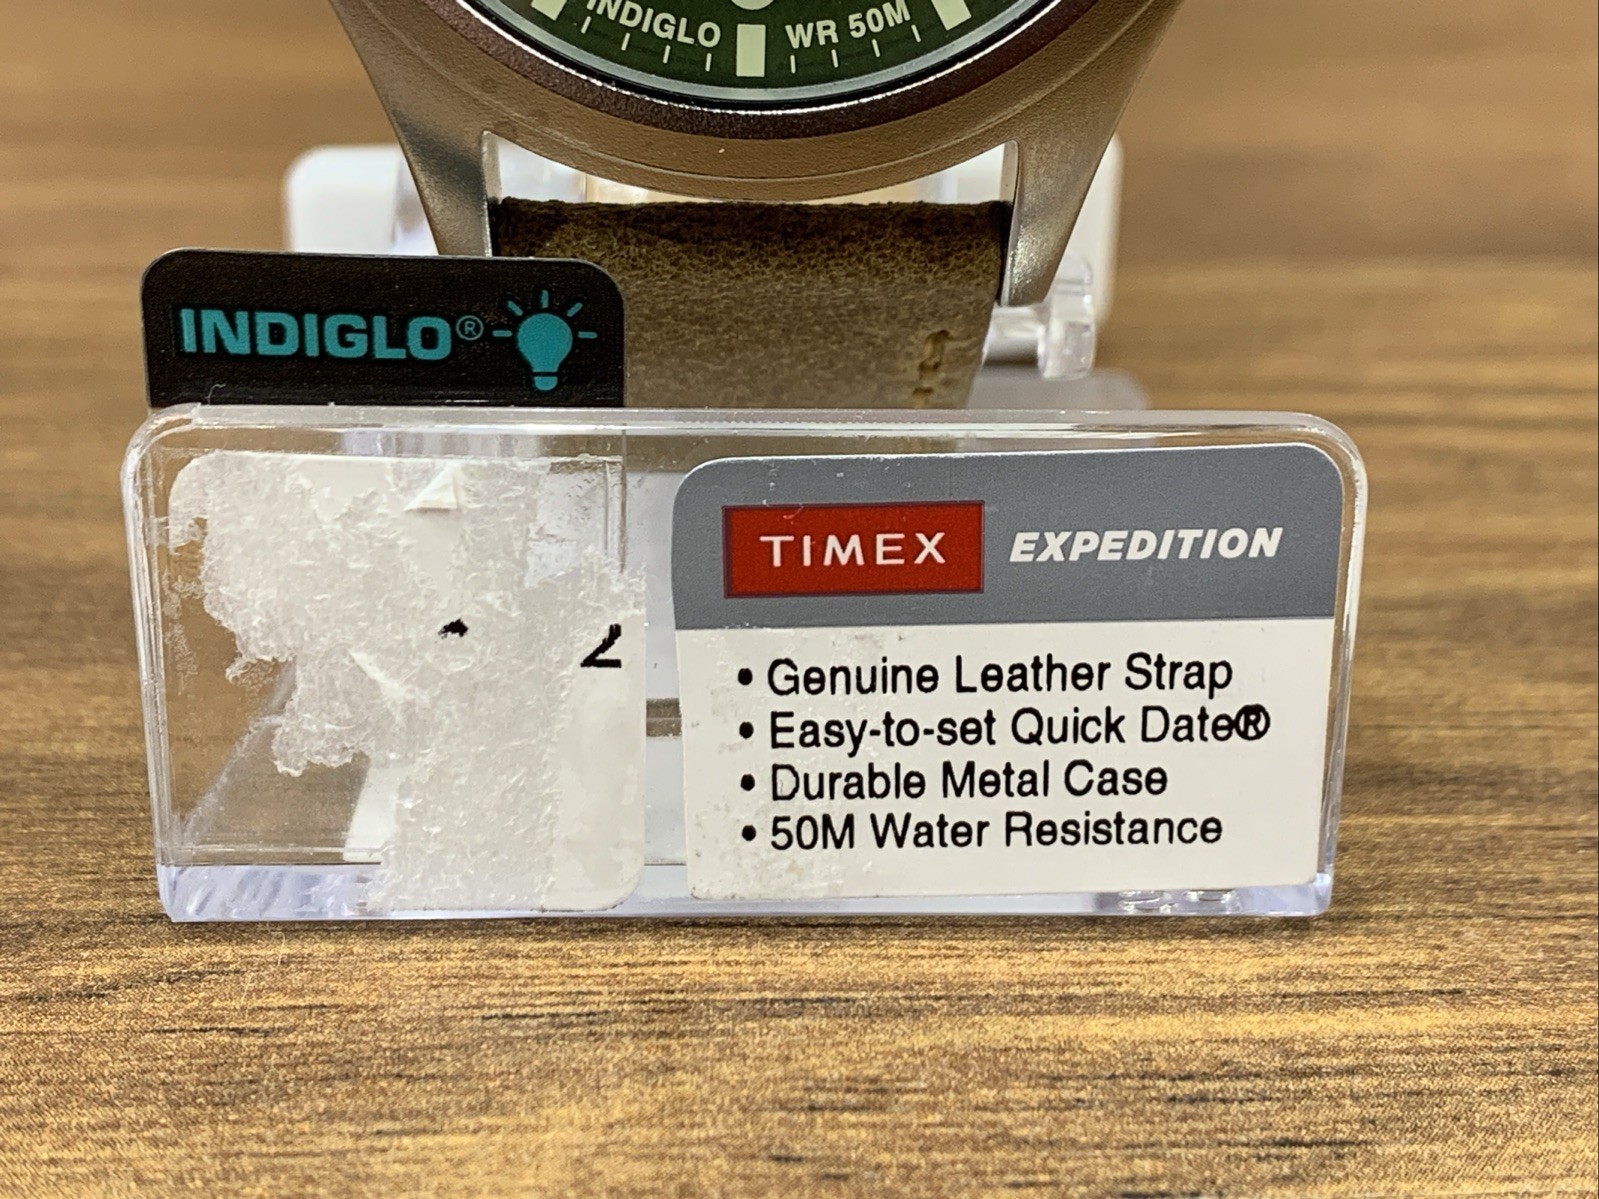 INDIGLO WR 50M
INDIGLO®
TIMEX EXPEDITION
2
• Genuine Leather Strap
• Easy-to-set Quick Date®
• Durable Metal Case
• 50M Water Resistance